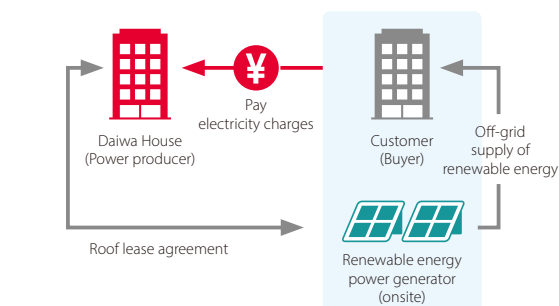 ¥
Pay
electricity charges
Daiwa House
(Power producer)
Customer
(Buyer)
Off-grid
supply of
renewable energy
Roof lease agreement
Renewable energy
power generator
(onsite)